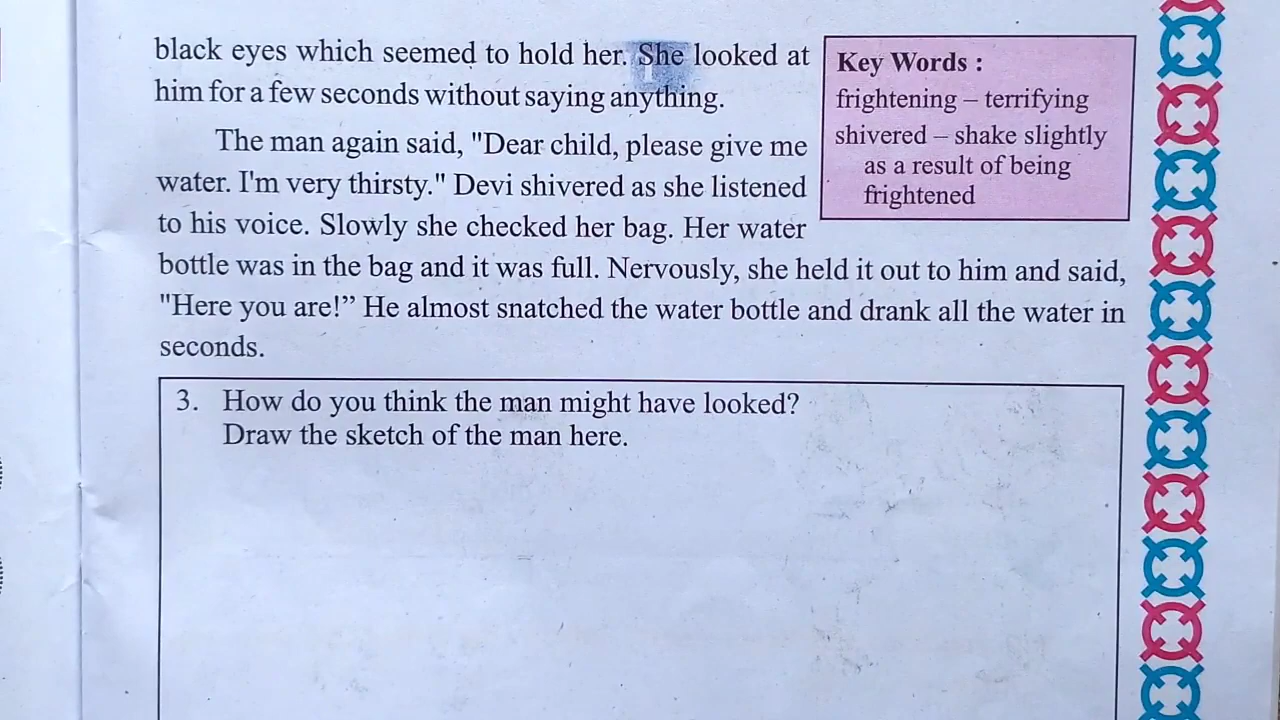 black eyes which seemed to hold her. She looked at
him for a few seconds without saying anything.
The man again said, "Dear child, please give me
water. I'm very thirsty." Devi shivered as she listened
to his voice. Slowly she checked her bag. Her water
bottle was in the bag and it was full. Nervously, she held it out to him and said,
"Here you are!” He almost snatched the water bottle and drank all the water in
seconds.
Key Words :
frightening – terrifying
shivered – shake slightly
as a result of being
frightened
3. How do you think the man might have looked?
Draw the sketch of the man here.